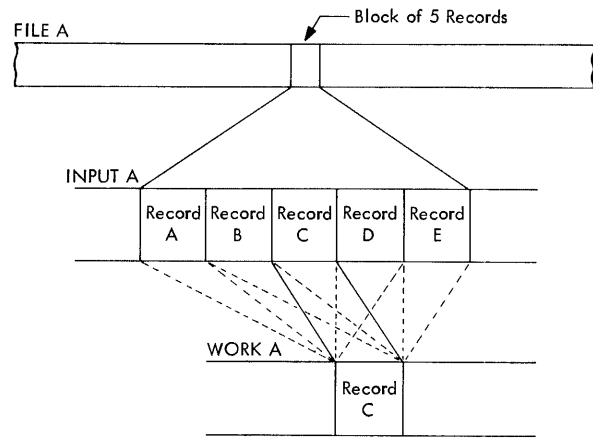 Block of 5 Records
FILE A
INPUT A
Record A
Record B
Record C
Record D
Record E
WORK A
Record C